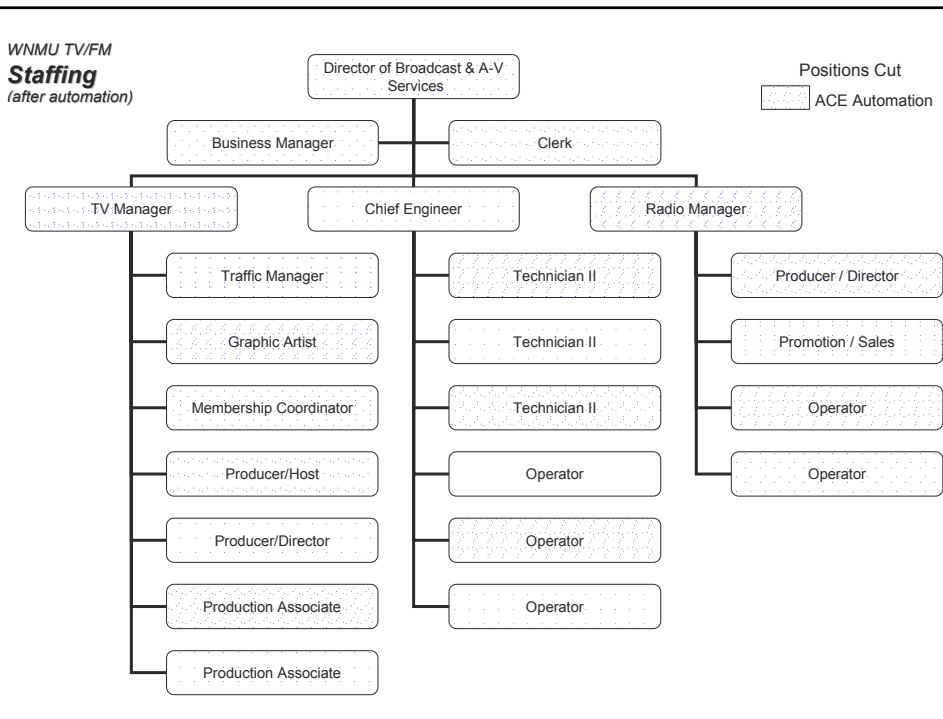 WNMU TV/FM
Staffing
(after automation)
Director of Broadcast & A-V
Services
Positions Cut
ACE Automation
Business Manager
Clerk
TV Manager
Chief Engineer
Radio Manager
Traffic Manager
Technician II
Producer / Director
Graphic Artist
Technician II
Promotion / Sales
Membership Coordinator
Technician II
Operator
Producer/Host
Operator
Operator
Producer/Director
Operator
Production Associate
Operator
Production Associate